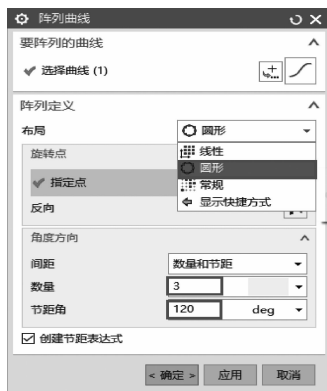 阵列曲线
要阵列的曲线
选择曲线 (1)
阵列定义
布局 圆形
线性
圆形
常规
显示快捷方式
旋转点
指定点
反向
角度方向
间距 数量和节距
数量 3
节距角 120 deg
创建节距表达式
< 确定 > 应用 取消